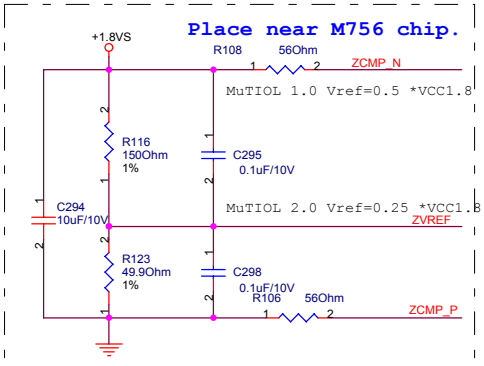 Place near M756 chip.
+1.8VS
R108 56Ohm
1 2 ZCMP_N
MuTIOL 1.0 Vref=0.5 *VCC1.8
2
R116
150Ohm
1%
1
1
C295
0.1uF/10V
2
1
C294
10uF/10V
2
MuTIOL 2.0 Vref=0.25 *VCC1.8
ZVREF
2
R123
49.9Ohm
1%
1
1
C298
0.1uF/10V
2
R106 56Ohm
1 2 ZCMP_P